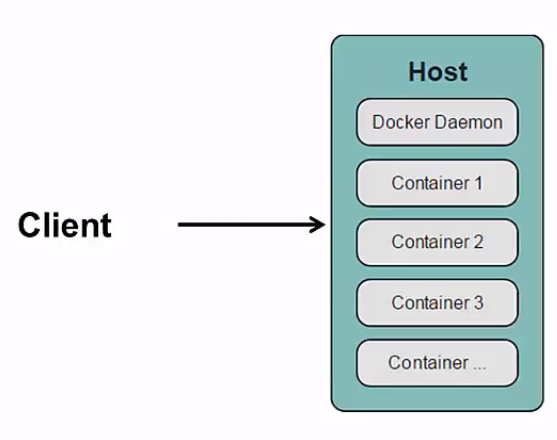 Host
Docker Daemon
Container 1
Client
Container 2
Container 3
Container ...